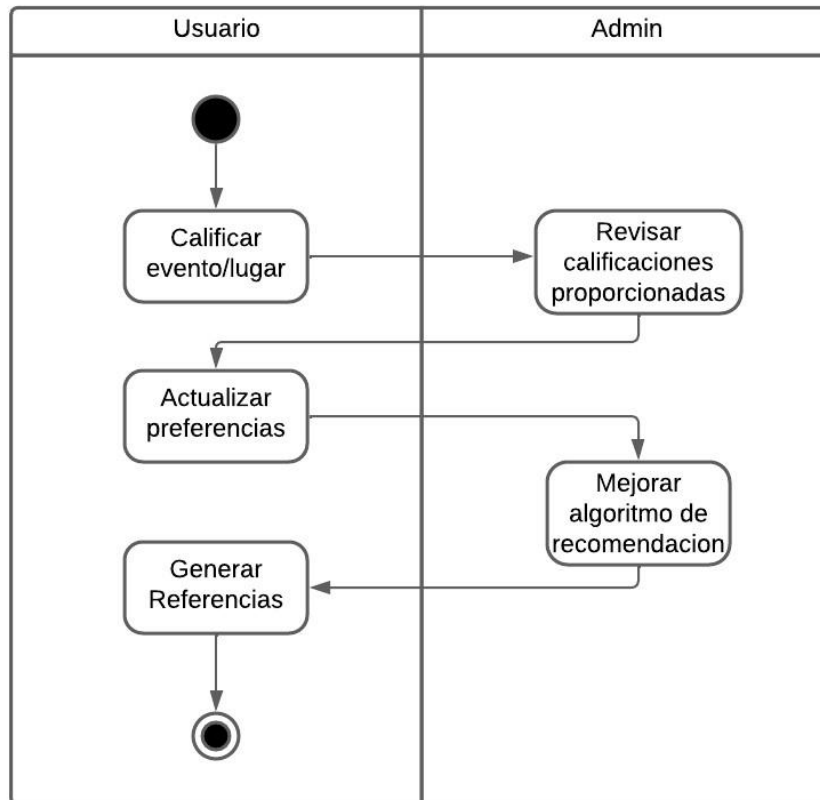 Usuario
Admin
Calificar
evento/lugar
Revisar
calificaciones
proporcionadas
Actualizar
preferencias
Mejorar
algoritmo de
recomendacion
Generar
Referencias